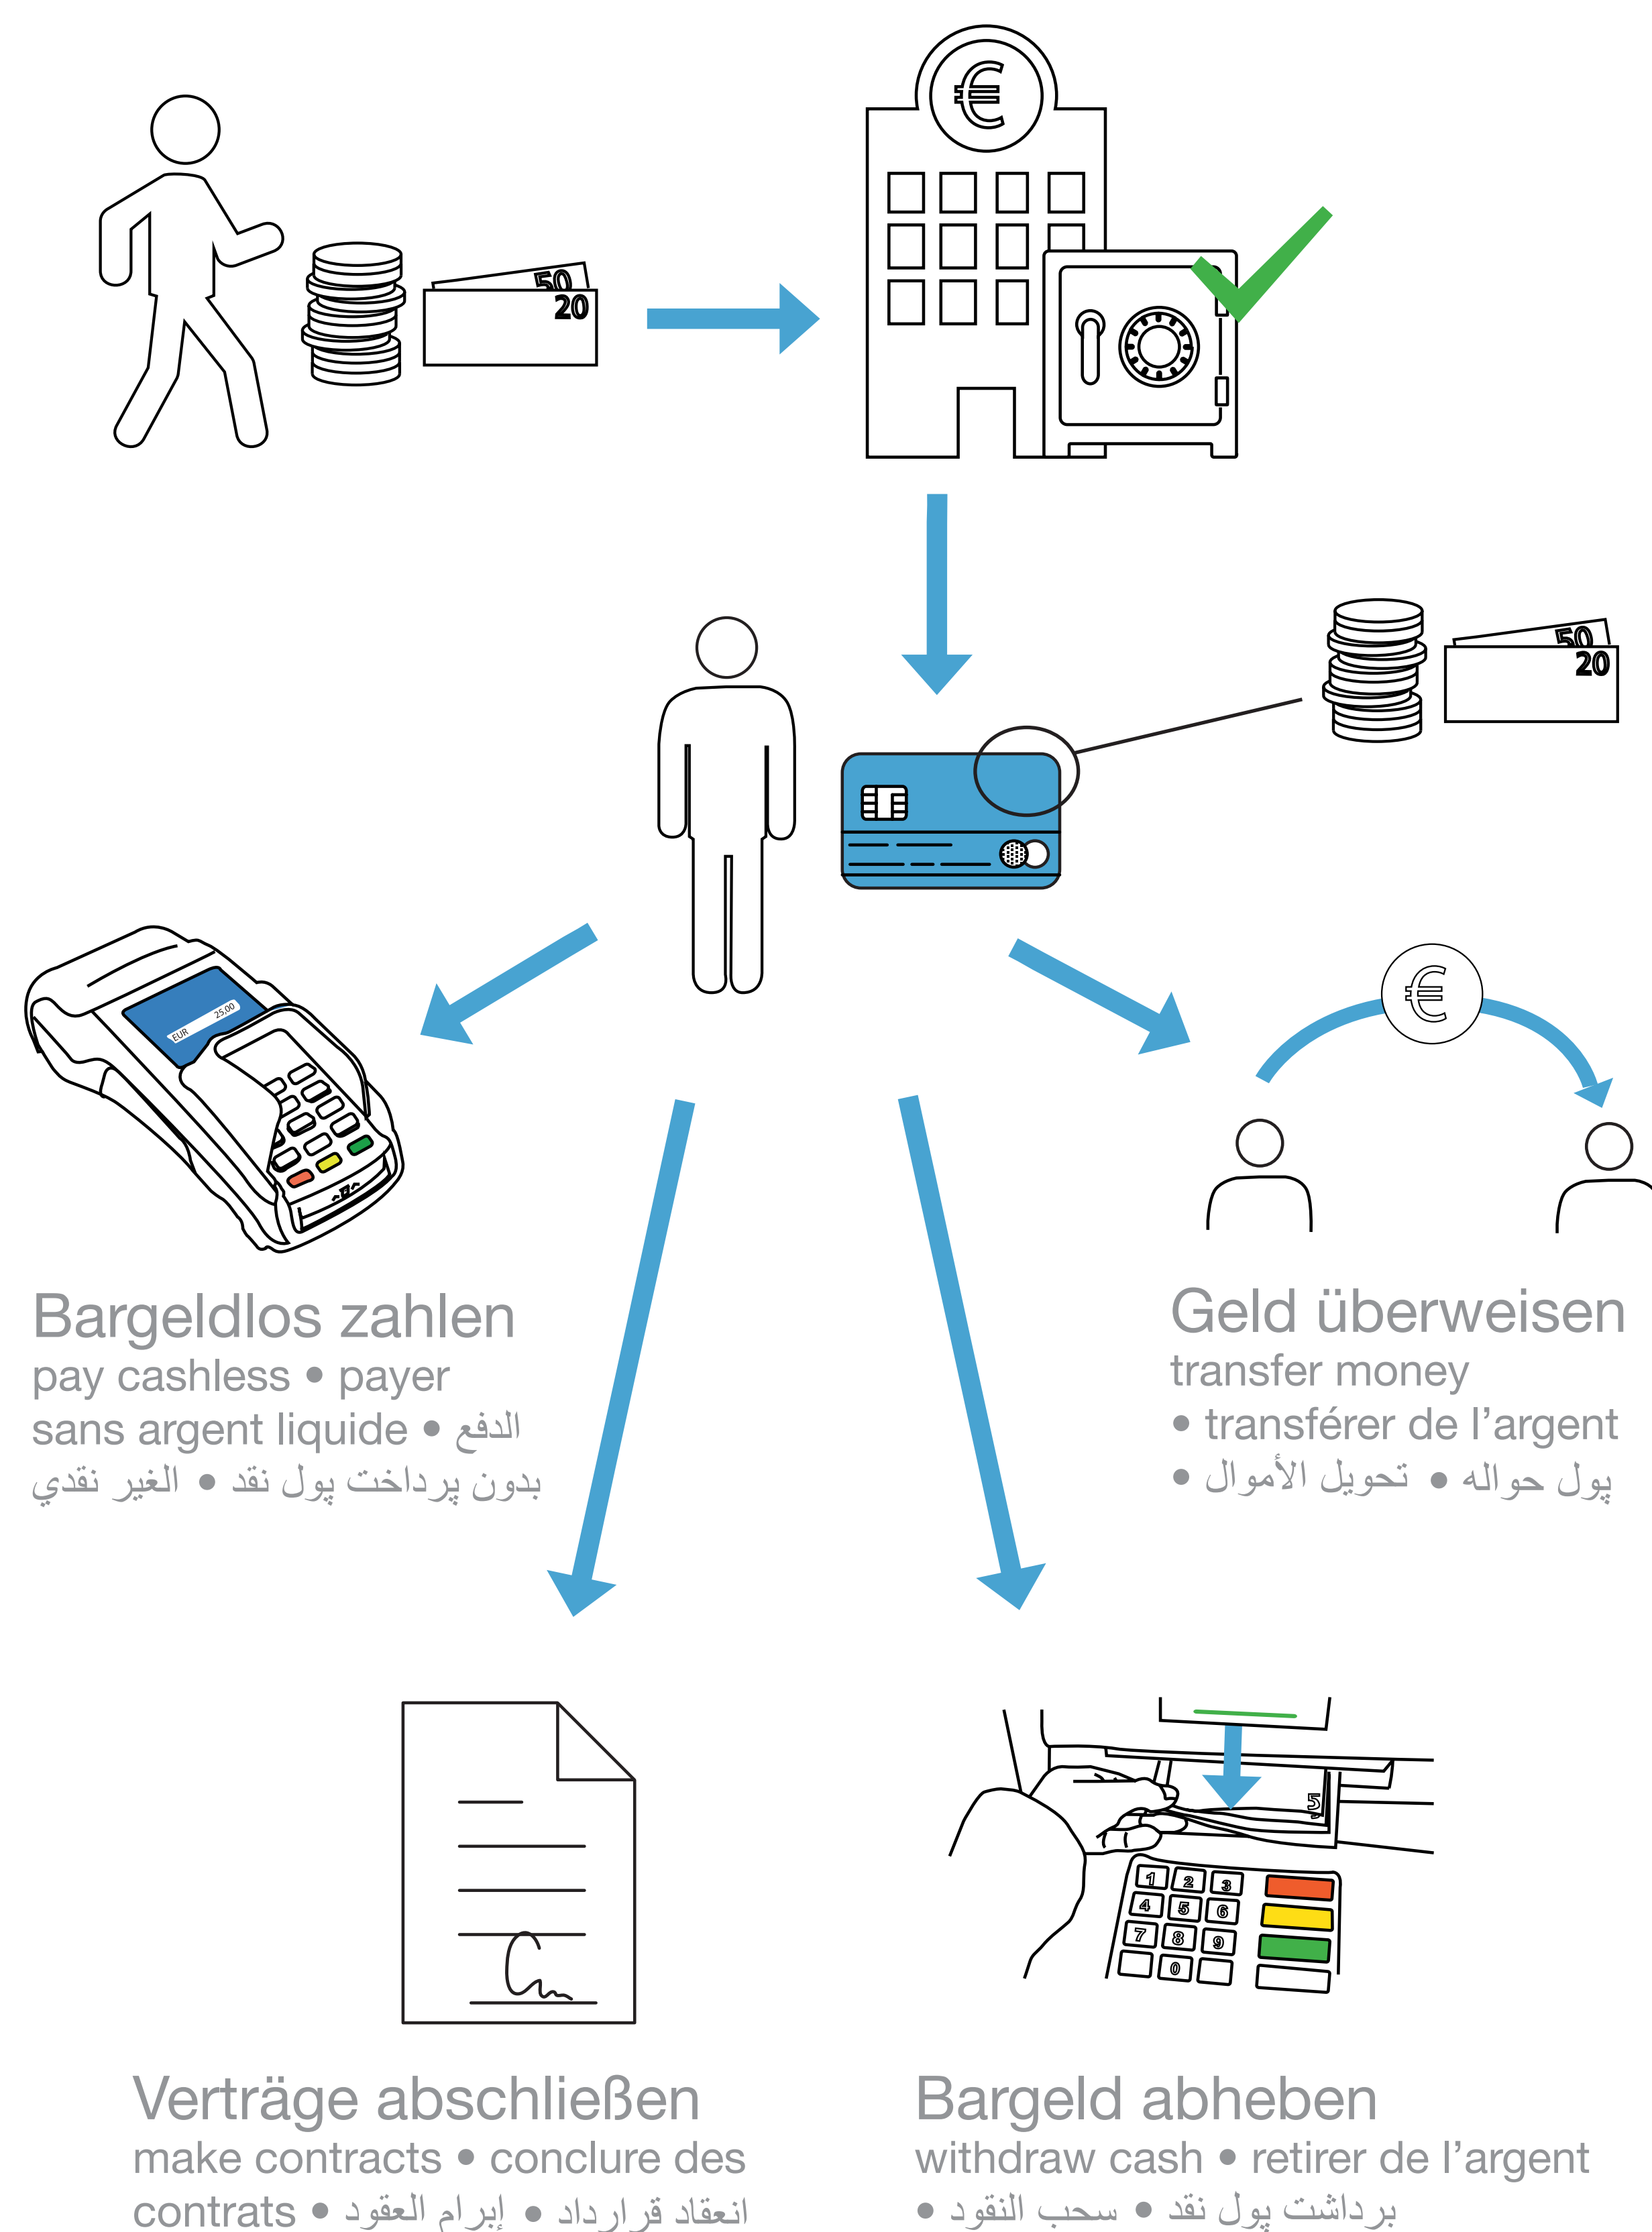 €
50
20
50
20
EUR 25,00
€
Bargeldlos zahlen
pay cashless • payer
sans argent liquide • الدفع
بدون پرداخت پول نقد • الغير نقدي
Geld überweisen
transfer money
• transférer de l’argent
• پول حواله • تحويل الأموال
5
1 2 3
4 5 6
7 8 9
0
Verträge abschließen
make contracts • conclure des
contrats • انعقاد قرارداد • إبرام العقود
Bargeld abheben
withdraw cash • retirer de l’argent
• برداشت پول نقد • سحب النقود